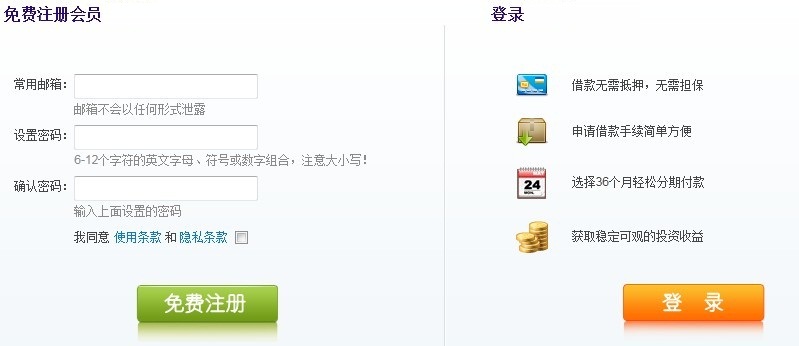 免费注册会员
常用邮箱：
邮箱不会以任何形式泄露
设置密码：
6-12个字符的英文字母、符号或数字组合，注意大小写！
确认密码：
输入上面设置的密码
我同意 使用条款 和 隐私条款
免费注册
登录
借款无需抵押，无需担保
申请借款手续简单方便
24
选择36个月轻松分期付款
获取稳定可观的投资收益
登 录